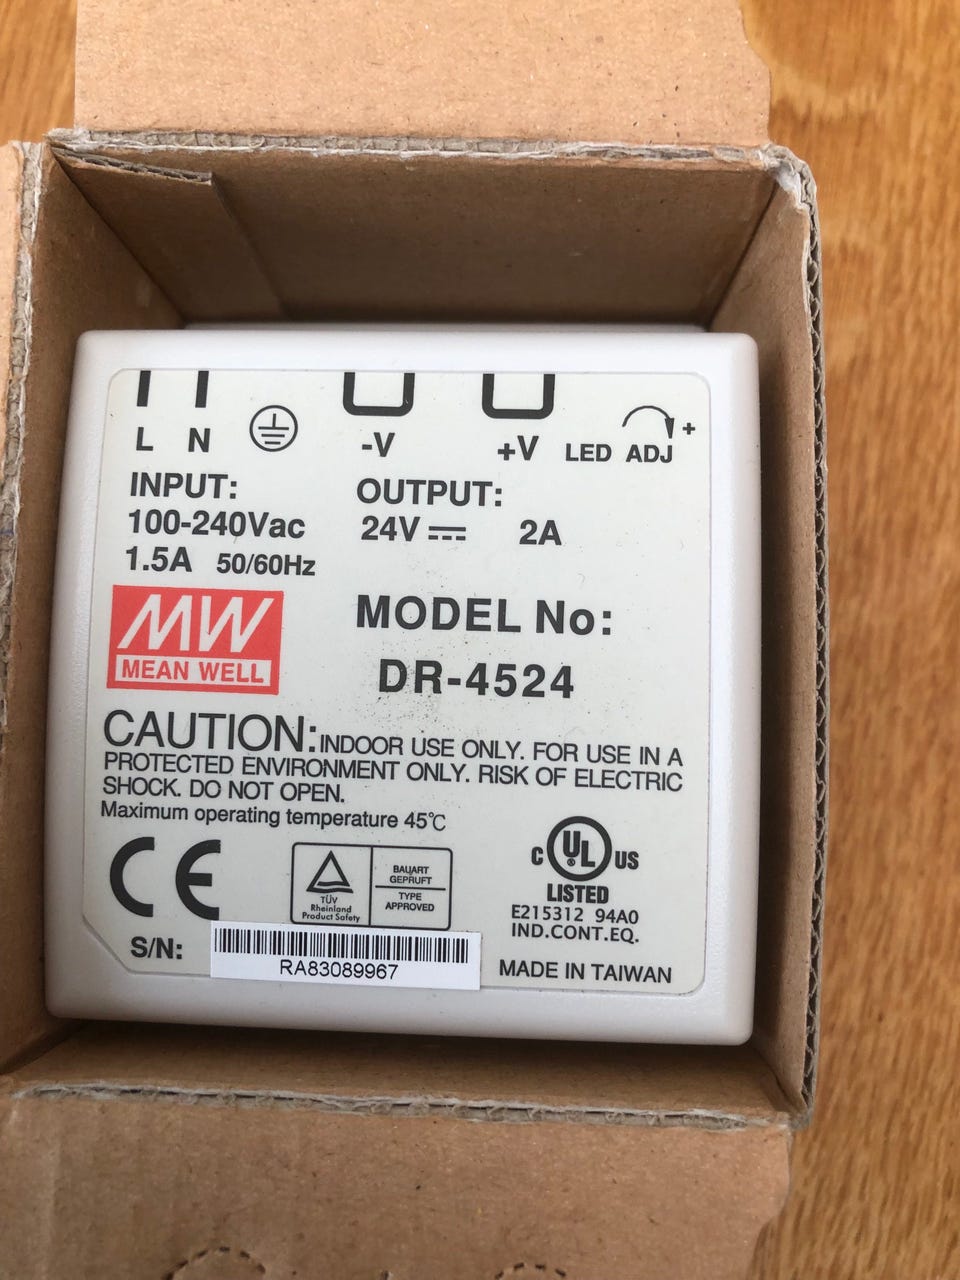 L N -V +V LED ADJ +
INPUT: OUTPUT:
100-240Vac 24V 2A
1.5A 50/60Hz
MW MODEL No:
MEAN WELL DR-4524
CAUTION: INDOOR USE ONLY. FOR USE IN A
PROTECTED ENVIRONMENT ONLY. RISK OF ELECTRIC
SHOCK. DO NOT OPEN.
Maximum operating temperature 45℃
CE
TÜV
Rheinland
Product Safety
BAUART
GEPRUFT
TYPE
APPROVED
C UL US
LISTED
E215312 94A0
IND.CONT.EQ.
S/N:
RA83089967
MADE IN TAIWAN